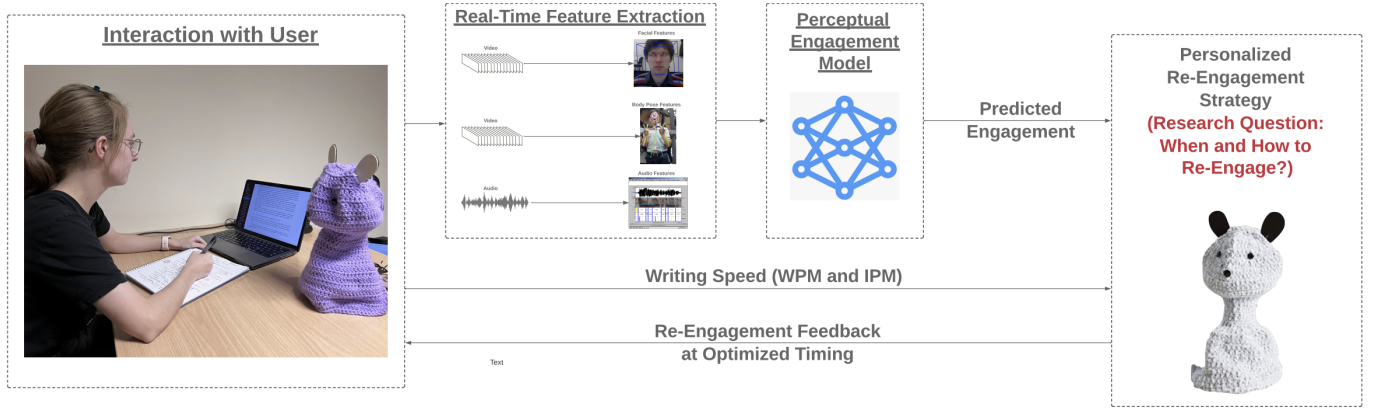 Interaction with User
Real-Time Feature Extraction
Video
Facial Features
Video
Body Pose Features
Audio
Audio Features
Perceptual
Engagement
Model
Predicted
Engagement
Personalized
Re-Engagement
Strategy
(Research Question:
When and How to
Re-Engage?)
Writing Speed (WPM and IPM)
Re-Engagement Feedback
at Optimized Timing
Text